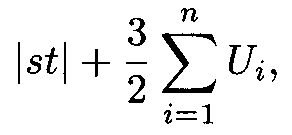 $|st| + \frac{3}{2} \sum_{i=1}^{n} U_i,$